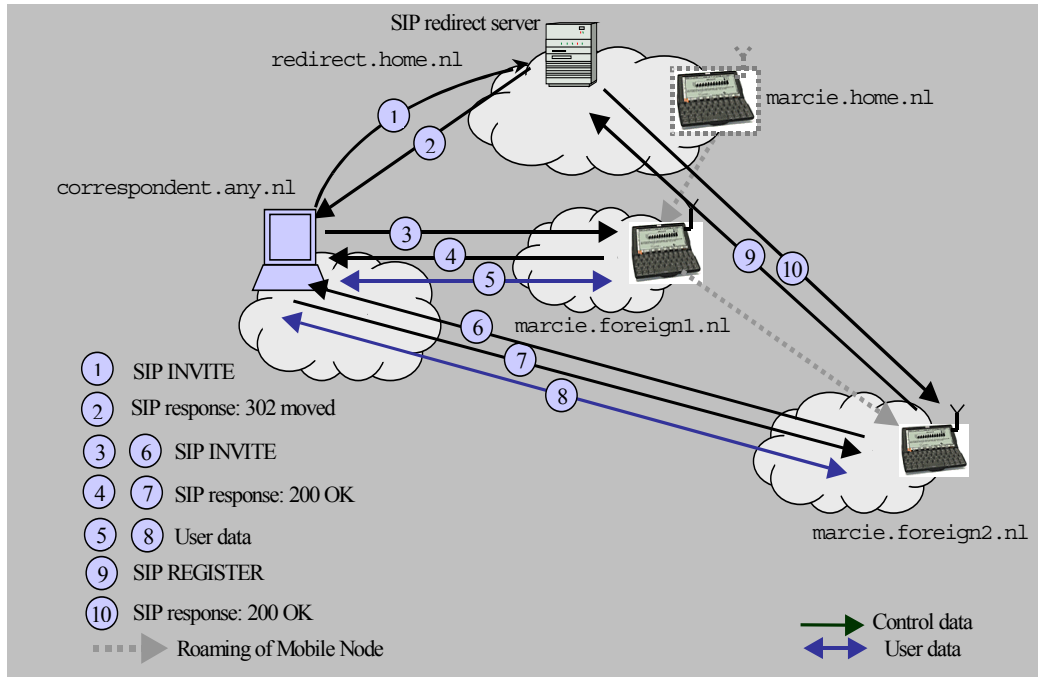 SIP redirect server
redirect.home.nl
marcie.home.nl
1
2
correspondent.any.nl
3
4
5
9
10
marcie.foreign1.nl
6
7
8
1 SIP INVITE
2 SIP response: 302 moved
3 6 SIP INVITE
4 7 SIP response: 200 OK
5 8 User data
9 SIP REGISTER
10 SIP response: 200 OK
Roaming of Mobile Node
marcie.foreign2.nl
Control data
User data